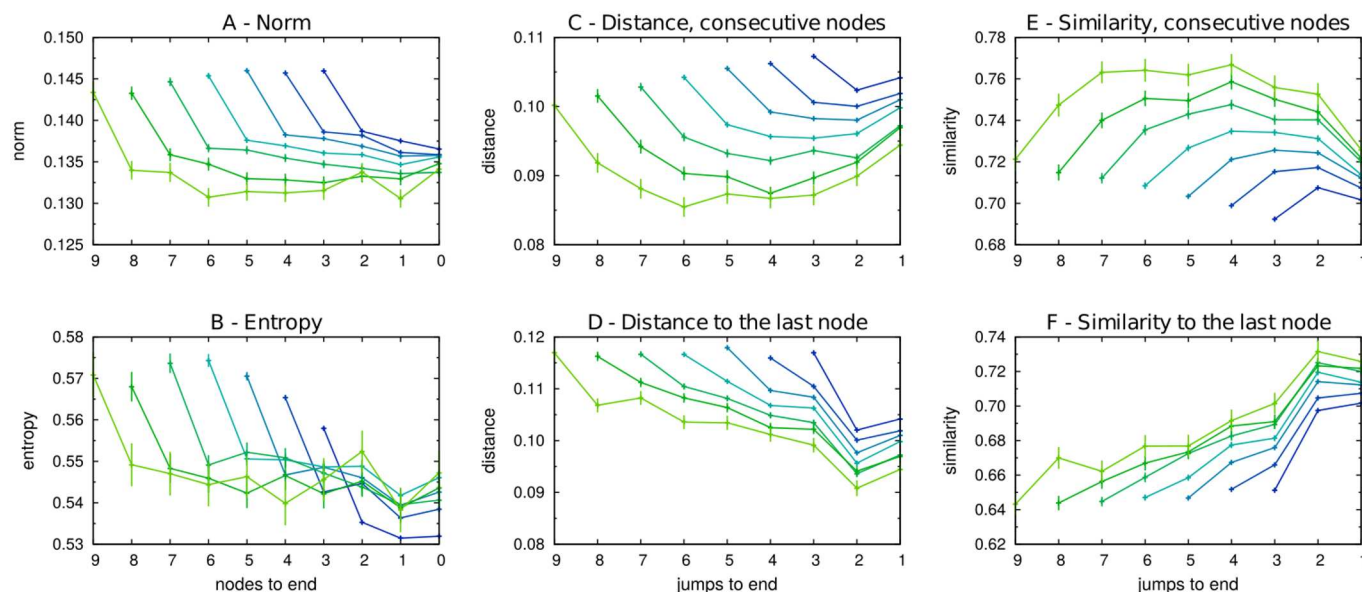 A - Norm
0.150
0.145
0.140
0.135
0.130
0.125
norm
9 8 7 6 5 4 3 2 1 0
C - Distance, consecutive nodes
0.11
0.10
0.09
0.08
distance
9 8 7 6 5 4 3 2 1
E - Similarity, consecutive nodes
0.78
0.76
0.74
0.72
0.70
0.68
similarity
9 8 7 6 5 4 3 2 1
B - Entropy
0.58
0.57
0.56
0.55
0.54
0.53
entropy
9 8 7 6 5 4 3 2 1 0
nodes to end
D - Distance to the last node
0.12
0.11
0.10
0.09
0.08
distance
9 8 7 6 5 4 3 2 1
jumps to end
F - Similarity to the last node
0.74
0.72
0.70
0.68
0.66
0.64
0.62
similarity
9 8 7 6 5 4 3 2 1
jumps to end